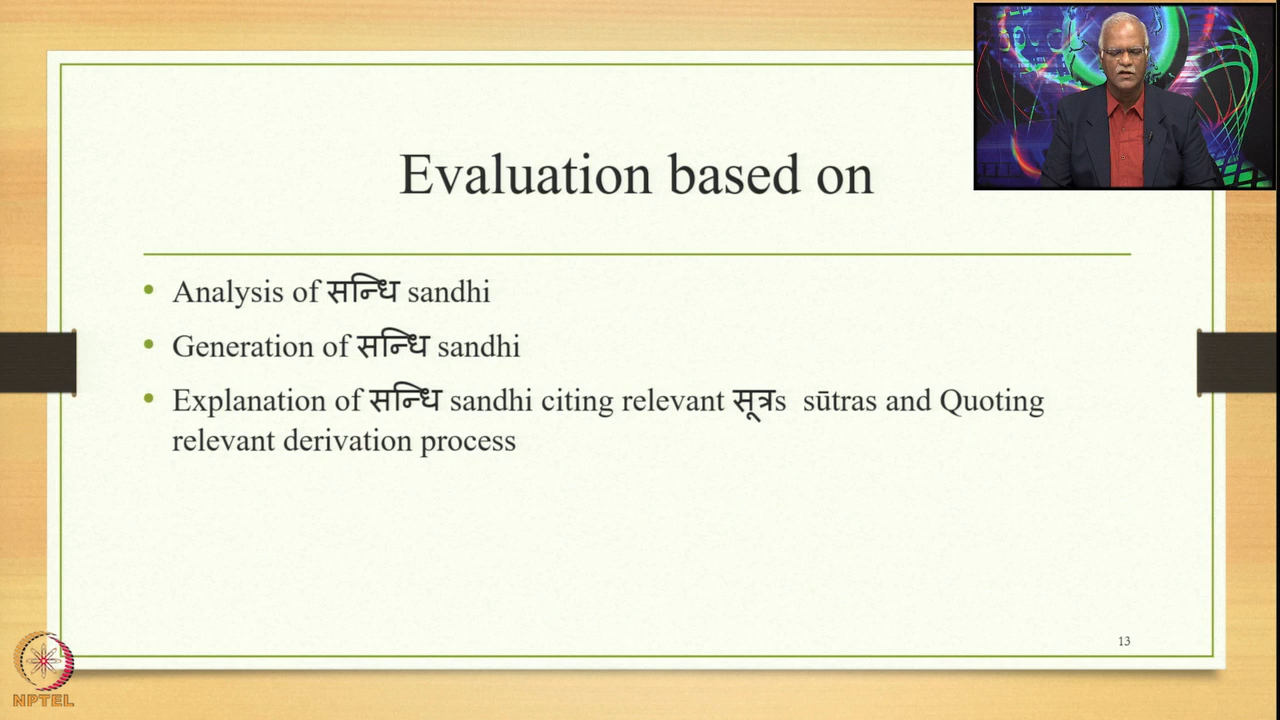 Evaluation based on
• Analysis of सन्धि sandhi
• Generation of सन्धि sandhi
• Explanation of सन्धि sandhi citing relevant सूत्रs sūtras and Quoting
relevant derivation process
13
NPTEL